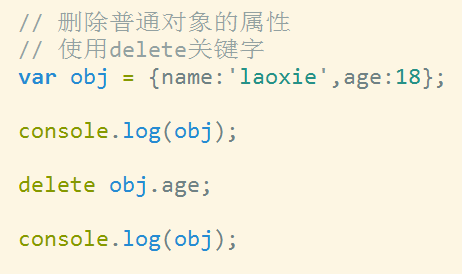 // 删除普通对象的属性
// 使用delete关键字
var obj = {name:'laoxie',age:18};
console.log(obj);
delete obj.age;
console.log(obj);